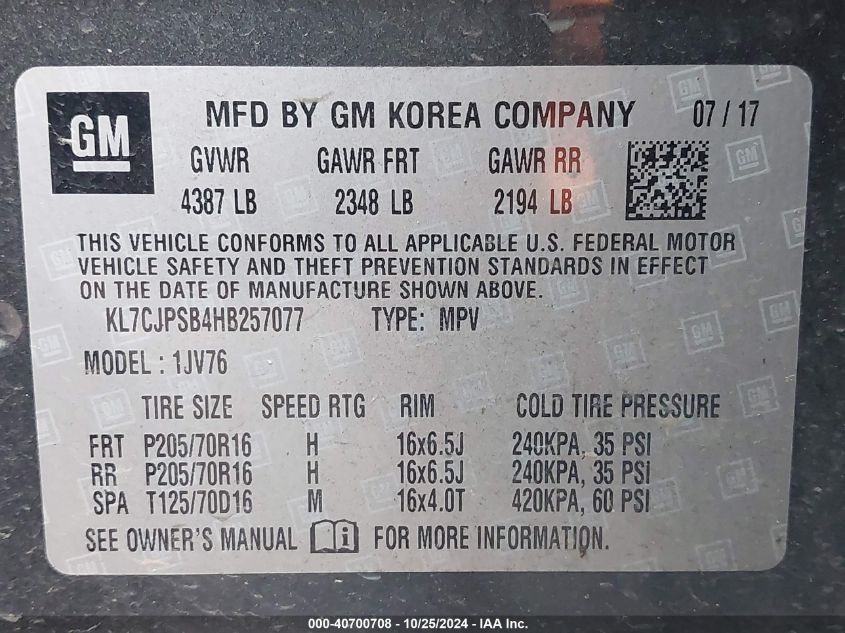 GM MFD BY GM KOREA COMPANY 07 / 17
GVWR GAWR FRT GAWR RR
4387 LB 2348 LB 2194 LB
THIS VEHICLE CONFORMS TO ALL APPLICABLE U.S. FEDERAL MOTOR
VEHICLE SAFETY AND THEFT PREVENTION STANDARDS IN EFFECT
ON THE DATE OF MANUFACTURE SHOWN ABOVE.
KL7CJPSB4HB257077 TYPE: MPV
MODEL : 1JV76
TIRE SIZE SPEED RTG RIM COLD TIRE PRESSURE
FRT P205/70R16 H 16x6.5J 240KPA, 35 PSI
RR P205/70R16 H 16x6.5J 240KPA, 35 PSI
SPA T125/70D16 M 16x4.0T 420KPA, 60 PSI
SEE OWNER'S MANUAL i FOR MORE INFORMATION.
000-40700708 - 10/25/2024 - IAA Inc.